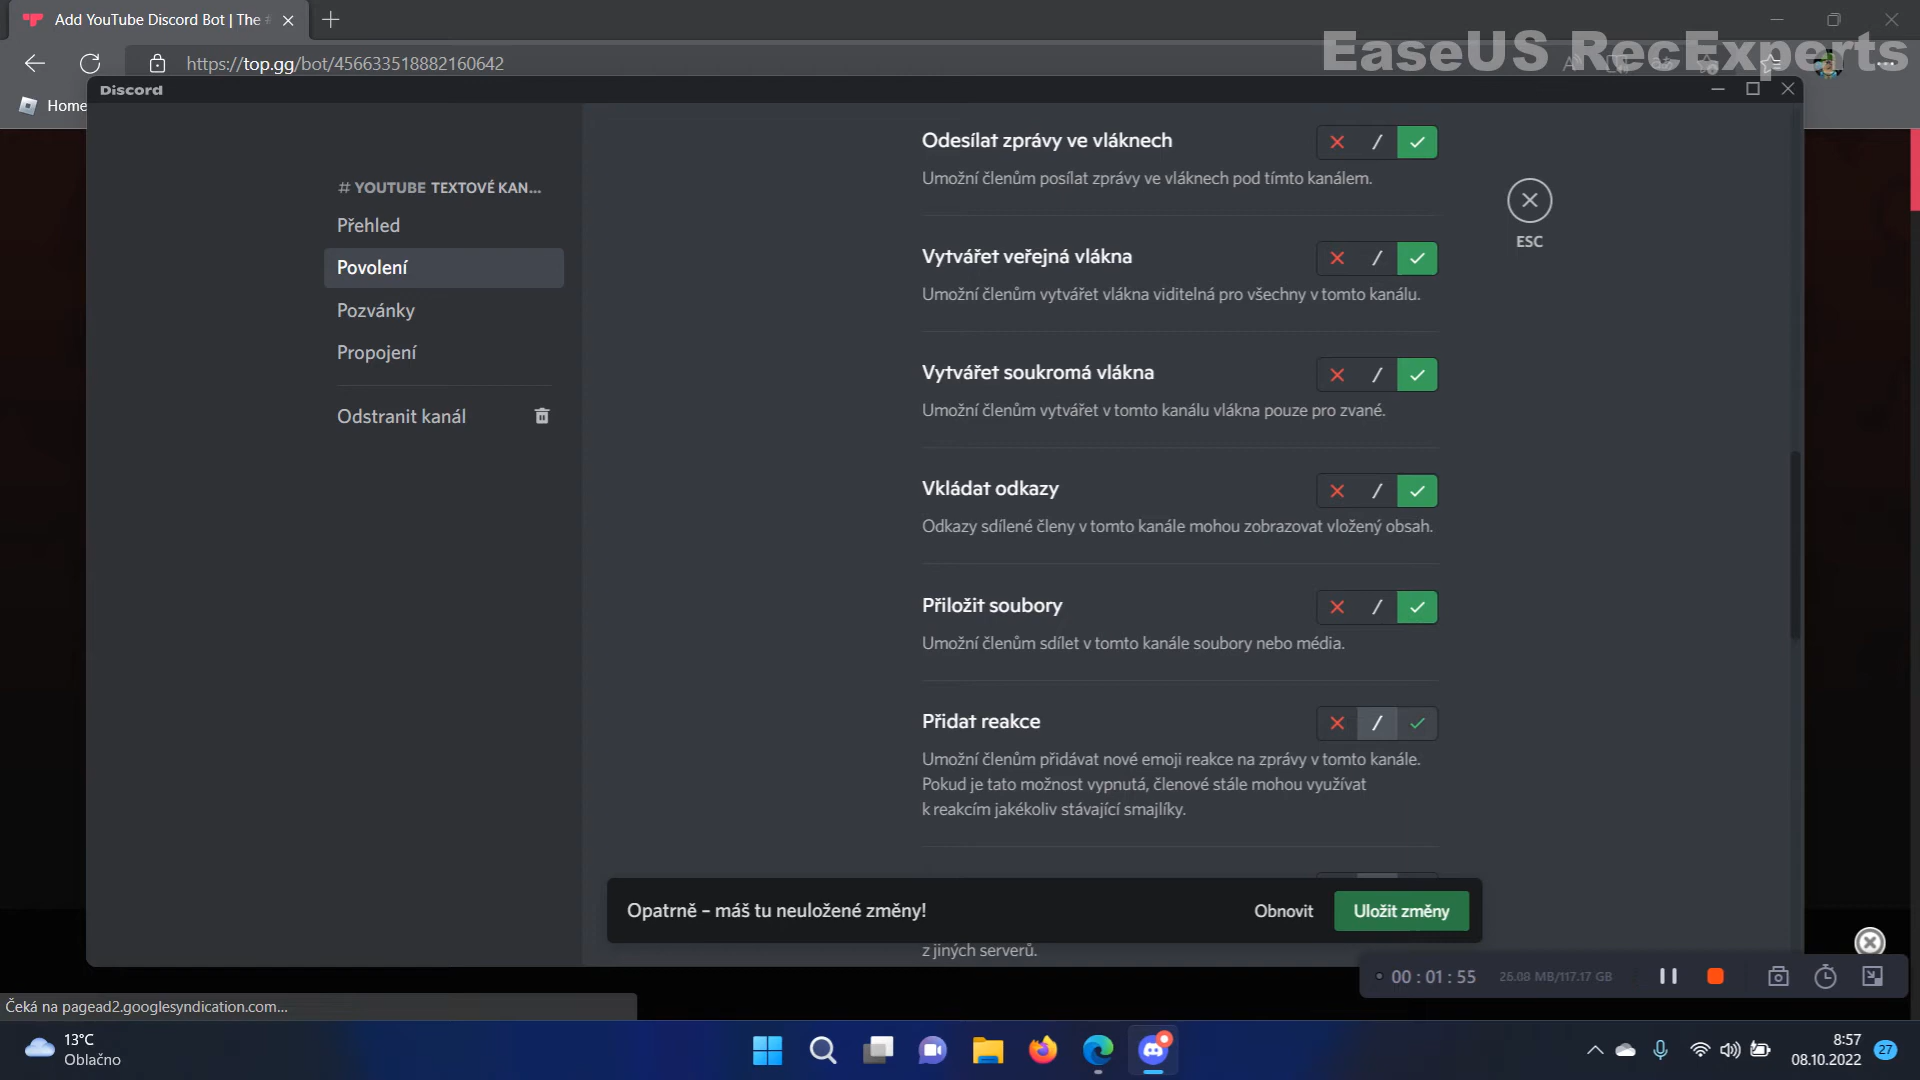 Add YouTube Discord Bot | The #
https://top.gg/bot/456633518882160642
EaseUS RecExperts
Home
Discord
# YOUTUBE TEXTOVÉ KAN...
Přehled
Povolení
Pozvánky
Propojení
Odstranit kanál
Odesílat zprávy ve vláknech
Umožní členům posílat zprávy ve vláknech pod tímto kanálem.
ESC
Vytvářet veřejná vlákna
Umožní členům vytvářet vlákna viditelná pro všechny v tomto kanálu.
Vytvářet soukromá vlákna
Umožní členům vytvářet v tomto kanálu vlákna pouze pro zvané.
Vkládat odkazy
Odkazy sdílené členy v tomto kanále mohou zobrazovat vložený obsah.
Přiložit soubory
Umožní členům sdílet v tomto kanále soubory nebo média.
Přidat reakce
Umožní členům přidávat nové emoji reakce na zprávy v tomto kanále.
Pokud je tato možnost vypnutá, členové stále mohou využívat
k reakcím jakékoliv stávající smajlíky.
Opatrně – máš tu neuložené změny!
Obnovit
Uložit změny
z jiných serverů.
00 : 01 : 55
26.08 MB/117.17 GB
Čeká na pagead2.googlesyndication.com...
13°C
Oblačno
8:57
08.10.2022
27